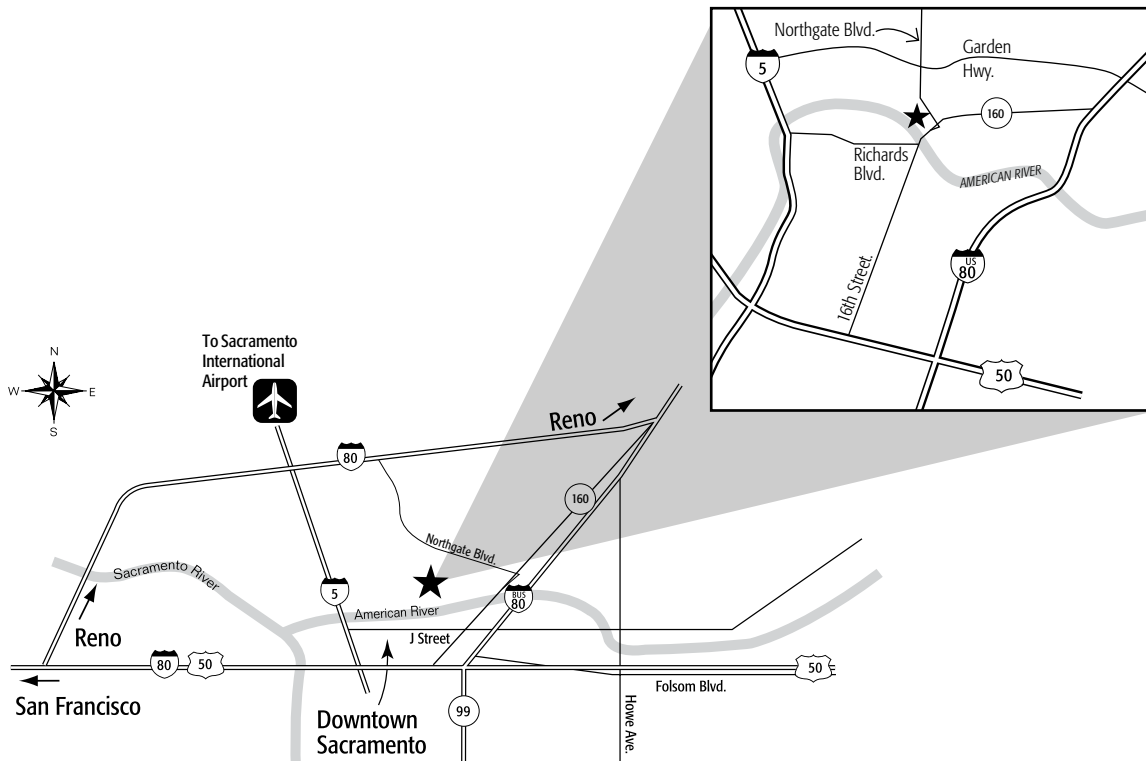 Northgate Blvd.
Garden
Hwy.
5
160
Richards
Blvd.
AMERICAN RIVER
16th Street.
US
80
50
To Sacramento
International
Airport
N
W
E
S
Reno
80
160
Northgate Blvd.
Sacramento River
5
BUS
80
American River
Reno
J Street
80
50
50
San Francisco
Folsom Blvd.
Downtown
Sacramento
99
Howe Ave.